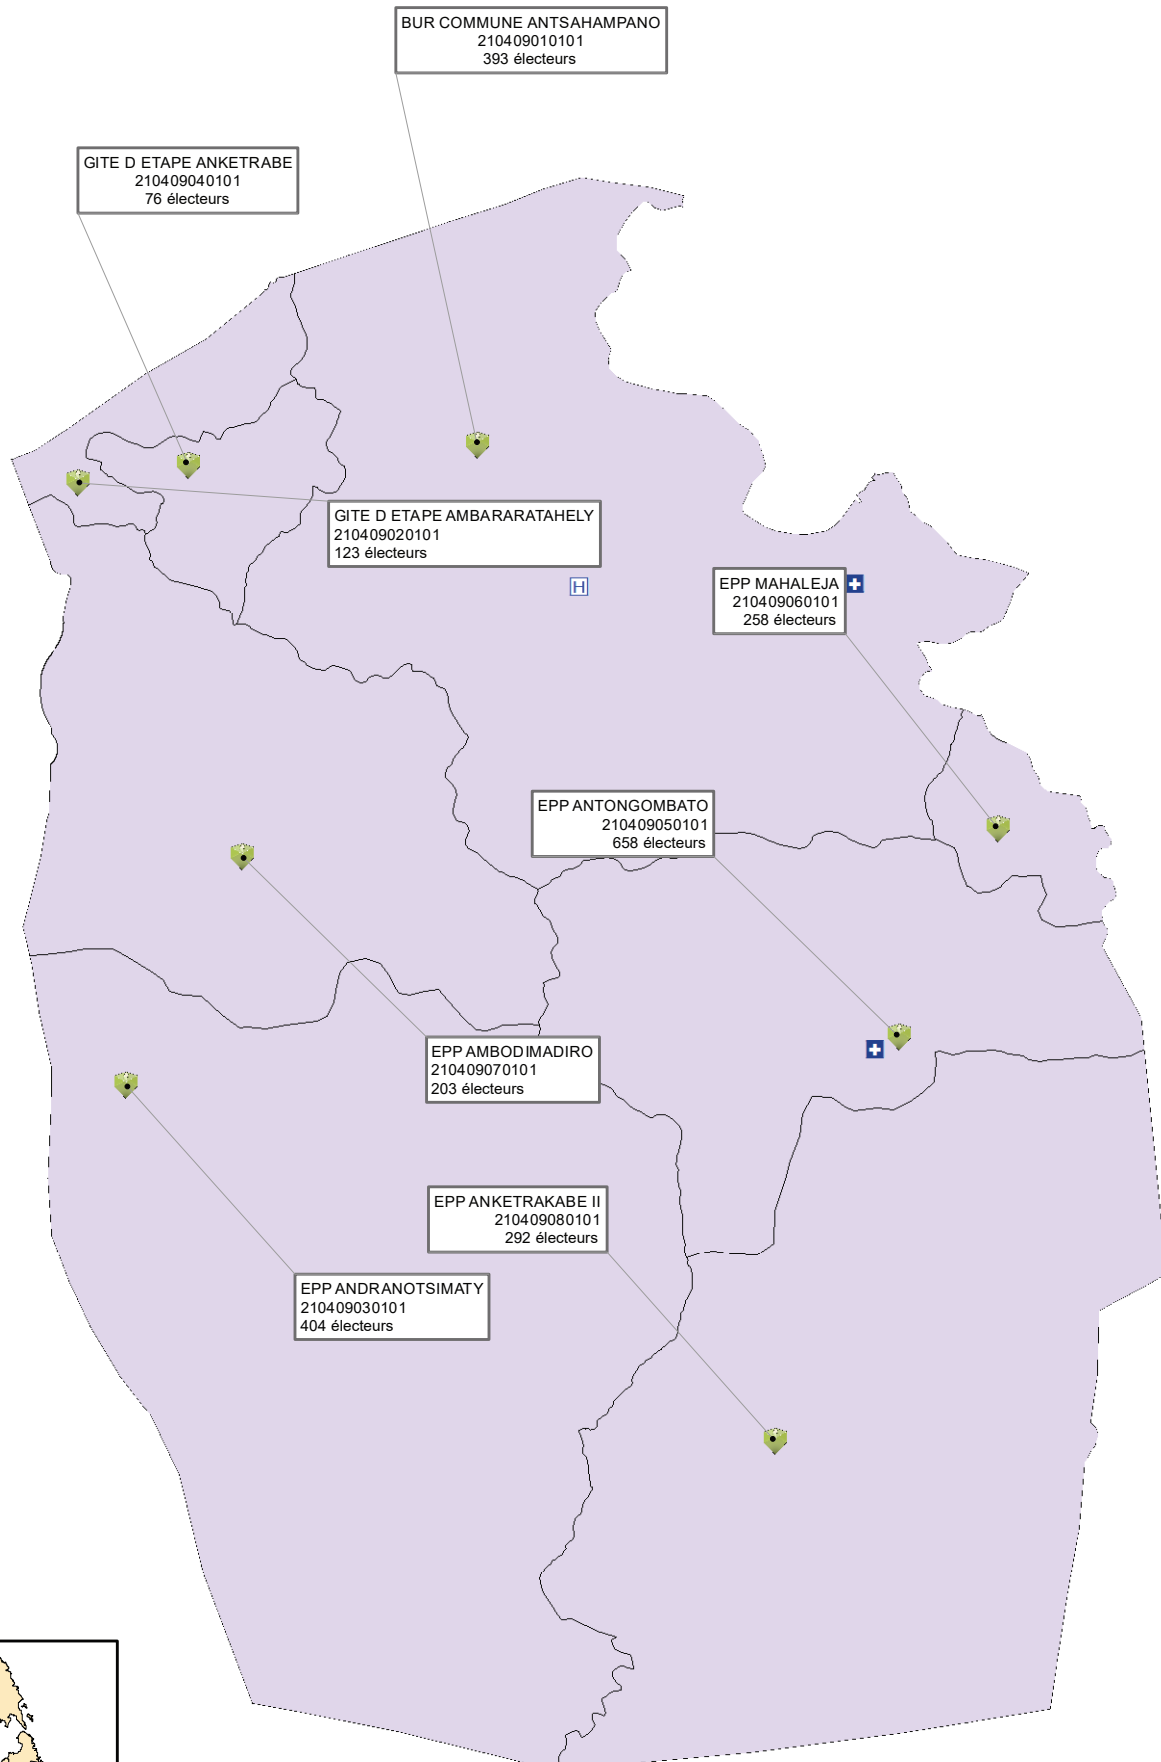 BUR COMMUNE ANTSAHAMPANO
210409010101
393 électeurs
GITE D ETAPE ANKETRABE
210409040101
76 électeurs
GITE D ETAPE AMBARARATAHELY
210409020101
123 électeurs
H
EPP MAHALEJA
210409060101
258 électeurs
EPP ANTONGOMBATO
210409050101
658 électeurs
EPP AMBODIMADIRO
210409070101
203 électeurs
EPP ANKETRAKABE II
210409080101
292 électeurs
EPP ANDRANOTSIMATY
210409030101
404 électeurs